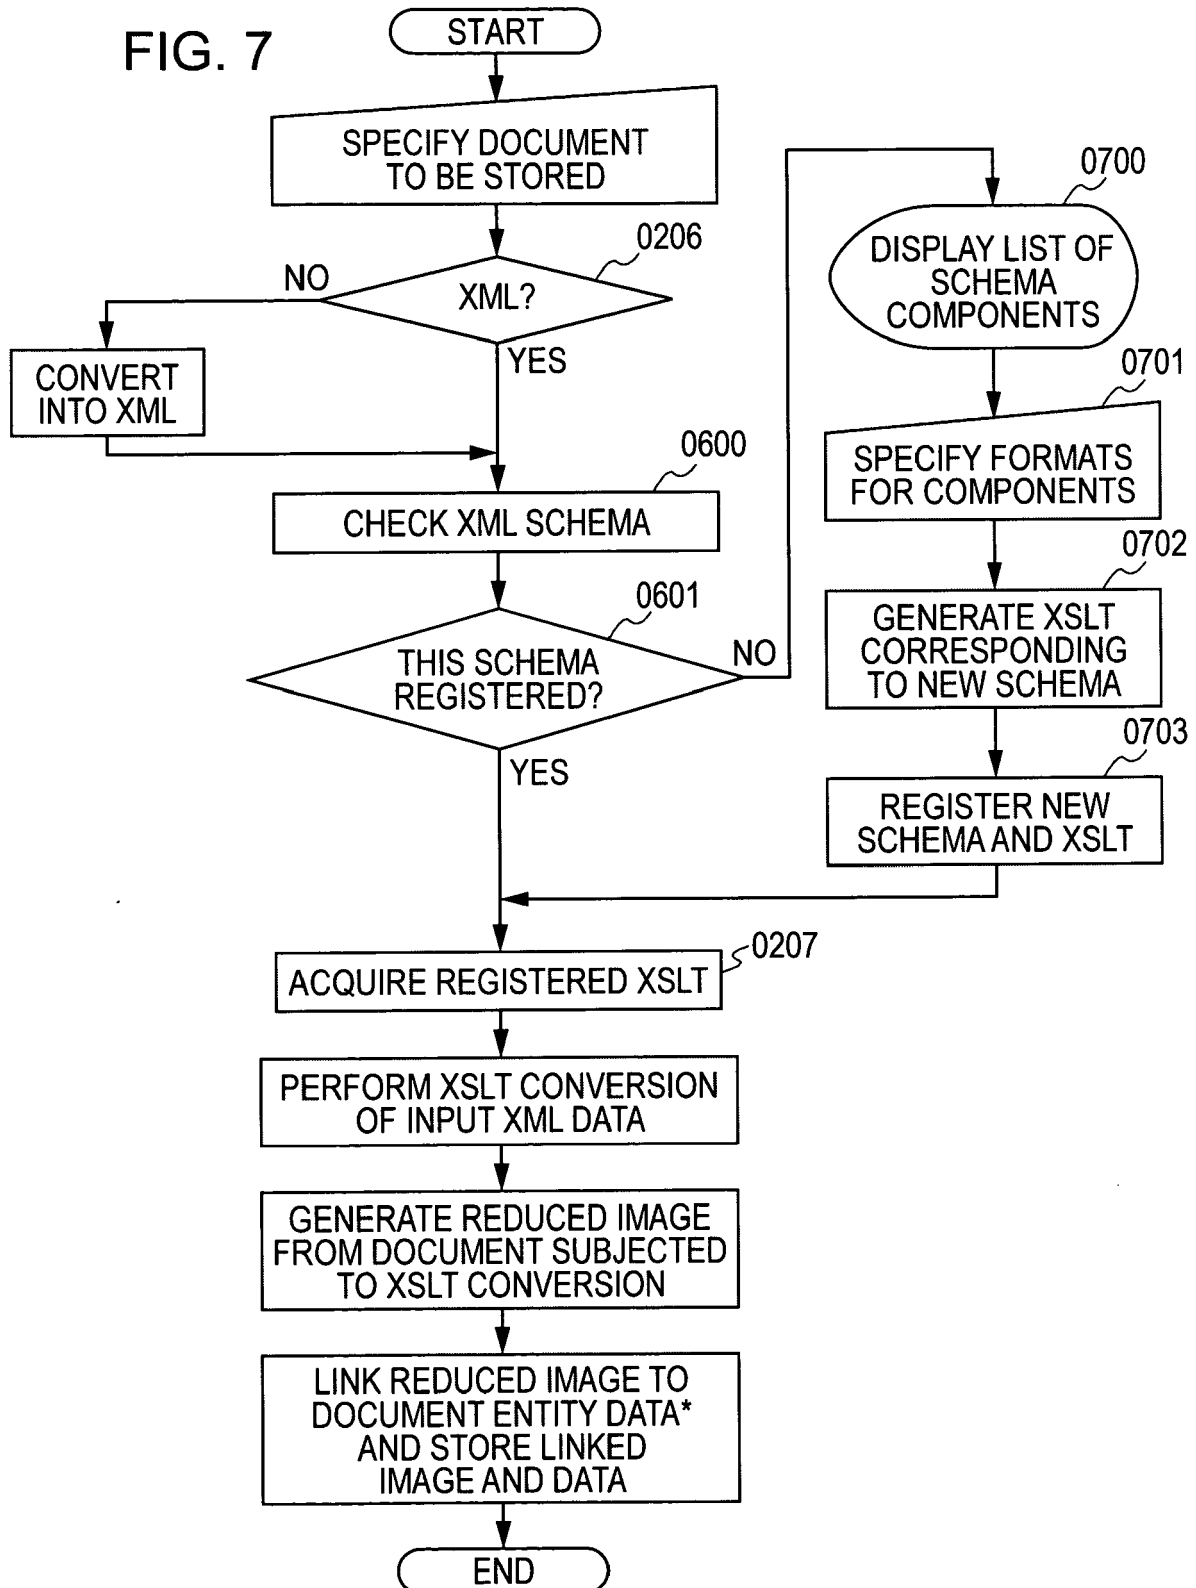 FIG. 7
START
SPECIFY DOCUMENT
TO BE STORED
0206
NO
XML?
YES
CONVERT
INTO XML
0600
CHECK XML SCHEMA
0601
THIS SCHEMA
REGISTERED?
NO
YES
0700
DISPLAY LIST OF
SCHEMA
COMPONENTS
0701
SPECIFY FORMATS
FOR COMPONENTS
0702
GENERATE XSLT
CORRESPONDING
TO NEW SCHEMA
0703
REGISTER NEW
SCHEMA AND XSLT
0207
ACQUIRE REGISTERED XSLT
PERFORM XSLT CONVERSION
OF INPUT XML DATA
GENERATE REDUCED IMAGE
FROM DOCUMENT SUBJECTED
TO XSLT CONVERSION
LINK REDUCED IMAGE TO
DOCUMENT ENTITY DATA*
AND STORE LINKED
IMAGE AND DATA
END